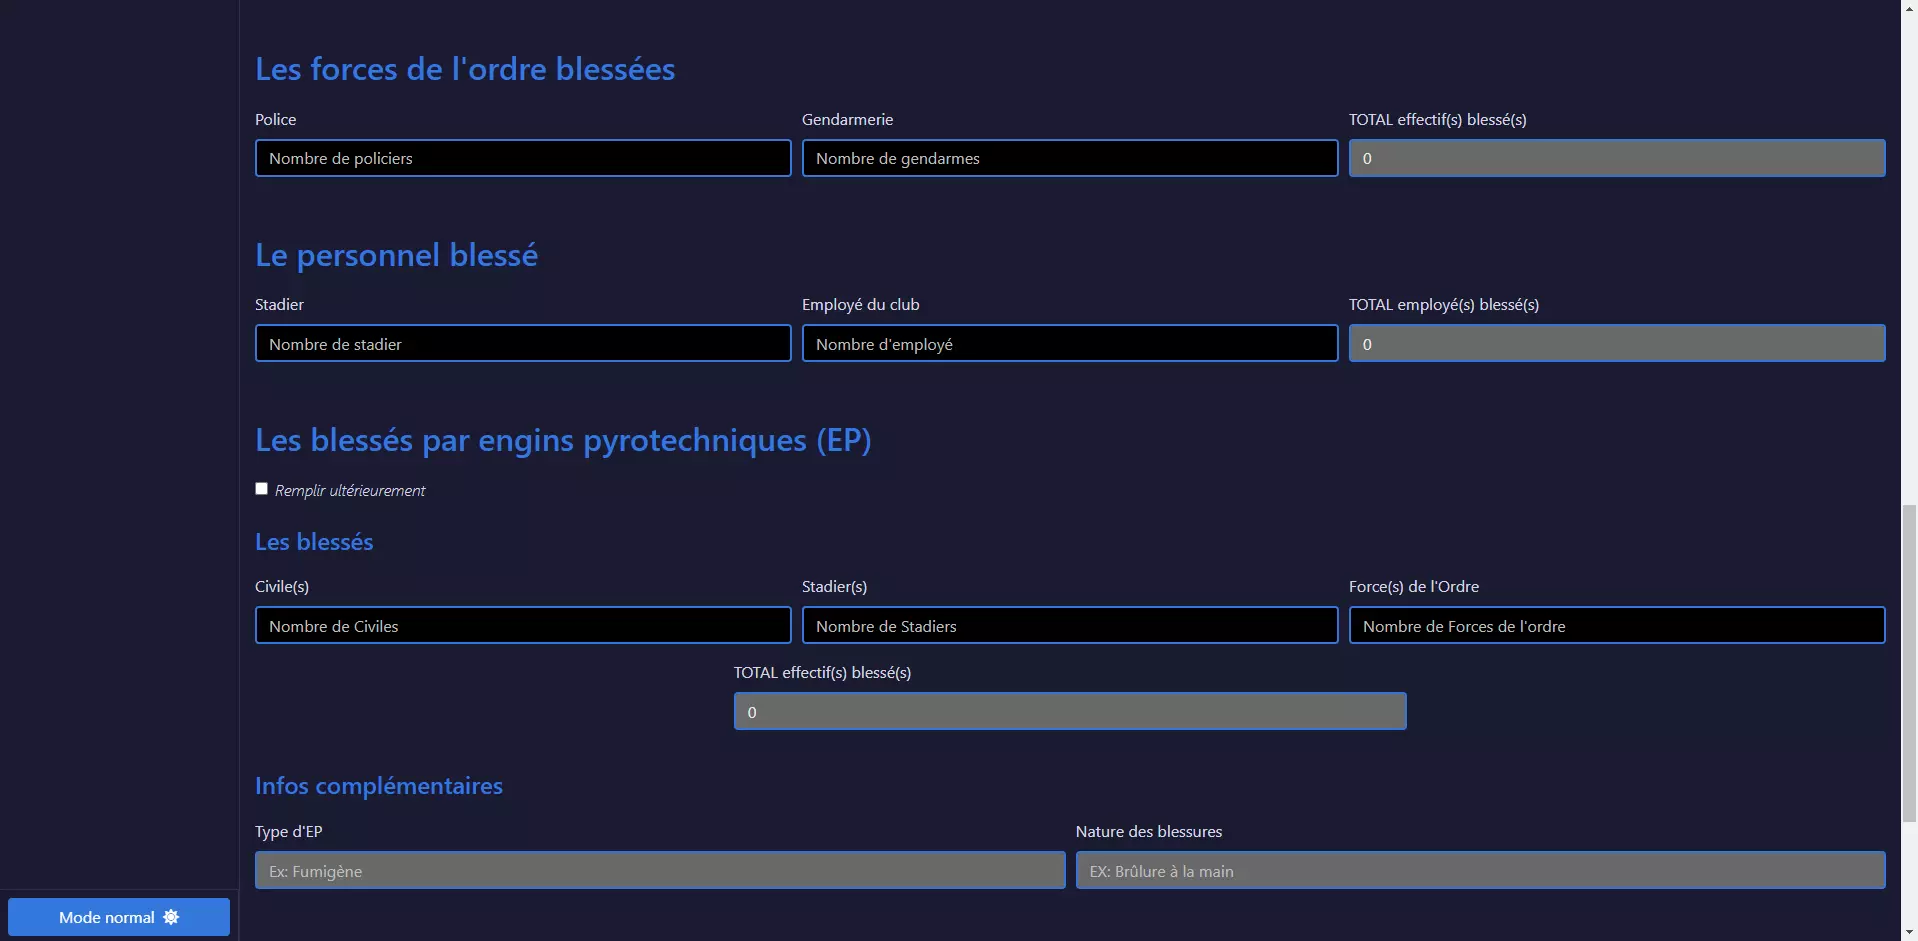 Les forces de l'ordre blessées
Police
Gendarmerie
TOTAL effectif(s) blessé(s)
Nombre de policiers
Nombre de gendarmes
0
Le personnel blessé
Stadier
Employé du club
TOTAL employé(s) blessé(s)
Nombre de stadier
Nombre d'employé
0
Les blessés par engins pyrotechniques (EP)
Remplir ultérieurement
Les blessés
Civile(s)
Stadier(s)
Force(s) de l'Ordre
Nombre de Civiles
Nombre de Stadiers
Nombre de Forces de l'ordre
TOTAL effectif(s) blessé(s)
0
Infos complémentaires
Type d'EP
Nature des blessures
Ex: Fumigène
EX: Brûlure à la main
Mode normal